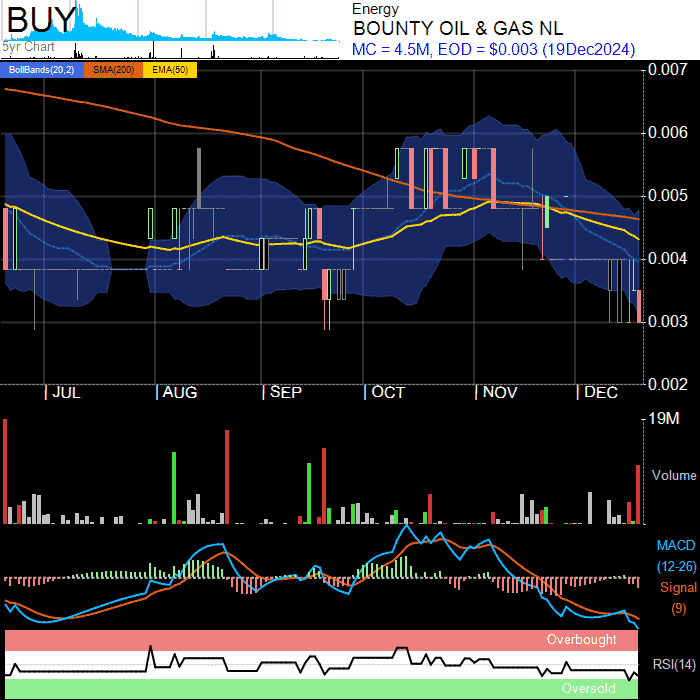 BUY
5yr Chart
Energy
BOUNTY OIL & GAS NL
MC = 4.5M, EOD = $0.003 (19Dec2024)
BollBands(20,2) SMA(200) EMA(50)
0.007
0.006
0.005
0.004
0.003
0.002
| JUL | AUG | SEP | OCT | NOV | DEC
19M
Volume
MACD
(12-26)
Signal
(9)
Overbought
RSI(14)
Oversold